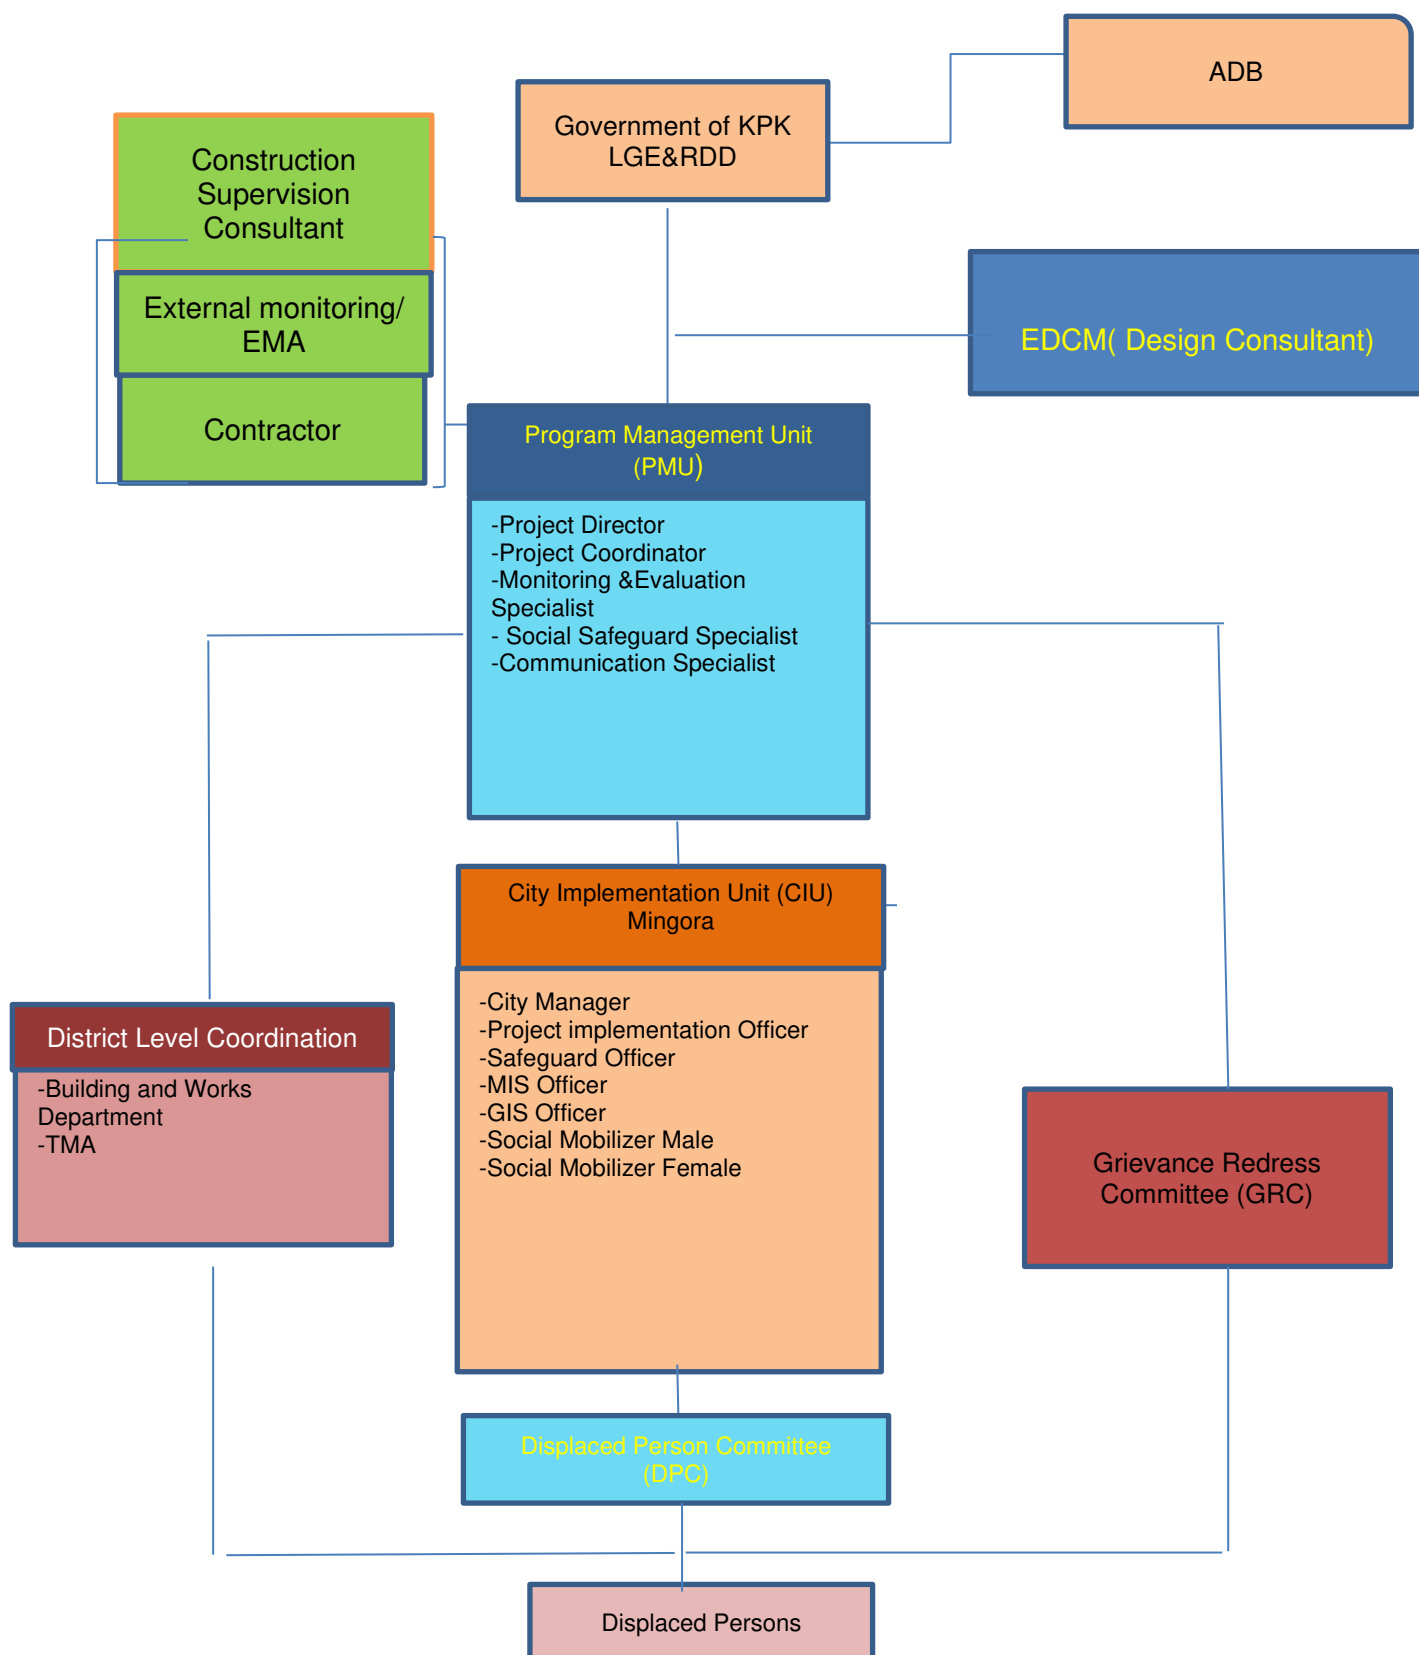 ADB
Government of KPK
LGE&RDD
Construction
Supervision
Consultant
External monitoring/
EMA
Contractor
EDCM( Design Consultant)
Program Management Unit
(PMU)
-Project Director
-Project Coordinator
-Monitoring &Evaluation
Specialist
- Social Safeguard Specialist
-Communication Specialist
City Implementation Unit (CIU)
Mingora
-City Manager
-Project implementation Officer
-Safeguard Officer
-MIS Officer
-GIS Officer
-Social Mobilizer Male
-Social Mobilizer Female
District Level Coordination
-Building and Works
Department
-TMA
Grievance Redress
Committee (GRC)
Displaced Person Committee
(DPC)
Displaced Persons